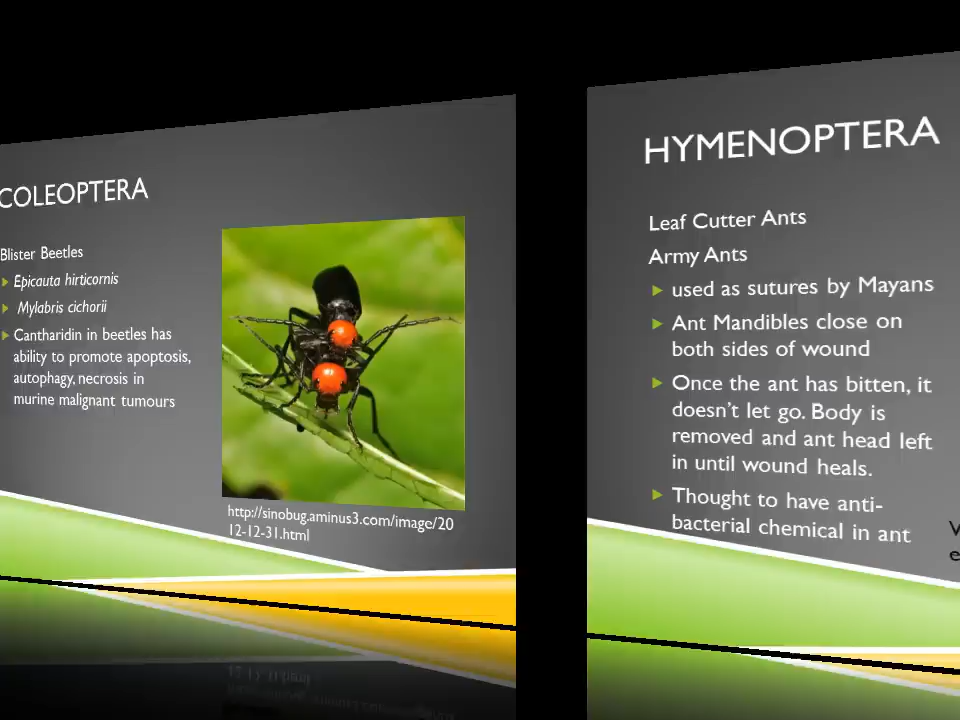 COLEOPTERA
Blister Beetles
Epicauta hirticornis
Mylabris cichorii
Cantharidin in beetles has
ability to promote apoptosis,
autophagy, necrosis in
murine malignant tumours
http://sinobug.aminus3.com/image/20
12-12-31.html
HYMENOPTERA
Leaf Cutter Ants
Army Ants
used as sutures by Mayans
Ant Mandibles close on
both sides of wound
Once the ant has bitten, it
doesn't let go. Body is
removed and ant head left
in until wound heals.
Thought to have anti-
bacterial chemical in ant